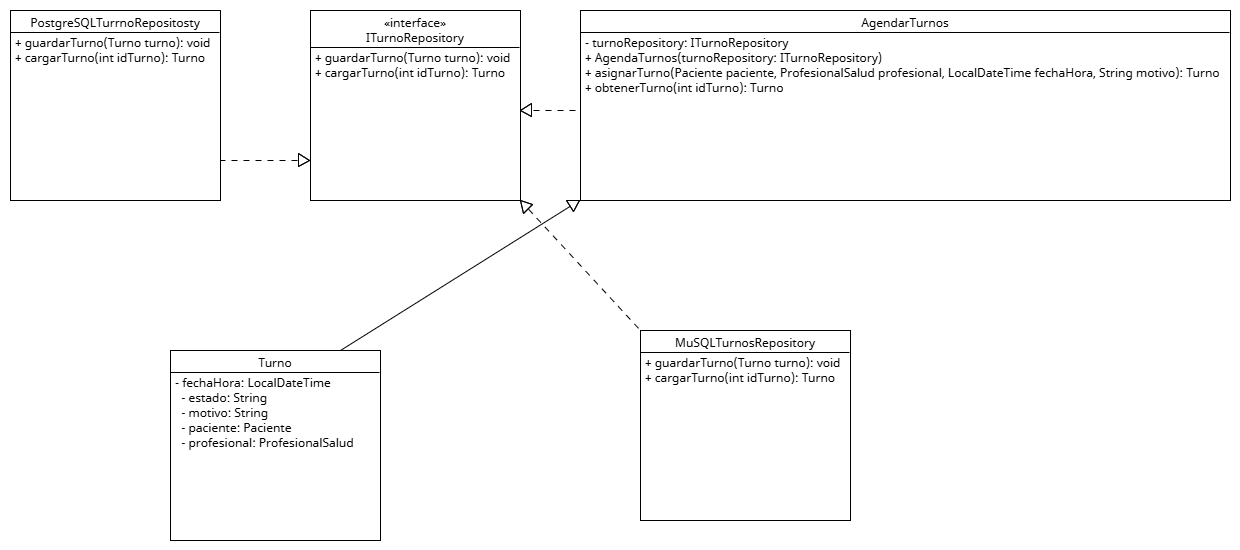 PostgreSQLTurrnoRepositosty
+ guardarTurno(Turno turno): void
+ cargarTurno(int idTurno): Turno
«interface»
ITurnoRepository
+ guardarTurno(Turno turno): void
+ cargarTurno(int idTurno): Turno
AgendarTurnos
- turnoRepository: ITurnoRepository
+ AgendaTurnos(turnoRepository: ITurnoRepository)
+ asignarTurno(Paciente paciente, ProfesionalSalud profesional, LocalDateTime fechaHora, String motivo): Turno
+ obtenerTurno(int idTurno): Turno
Turno
- fechaHora: LocalDateTime
- estado: String
- motivo: String
- paciente: Paciente
- profesional: ProfesionalSalud
MuSQLTurnosRepository
+ guardarTurno(Turno turno): void
+ cargarTurno(int idTurno): Turno